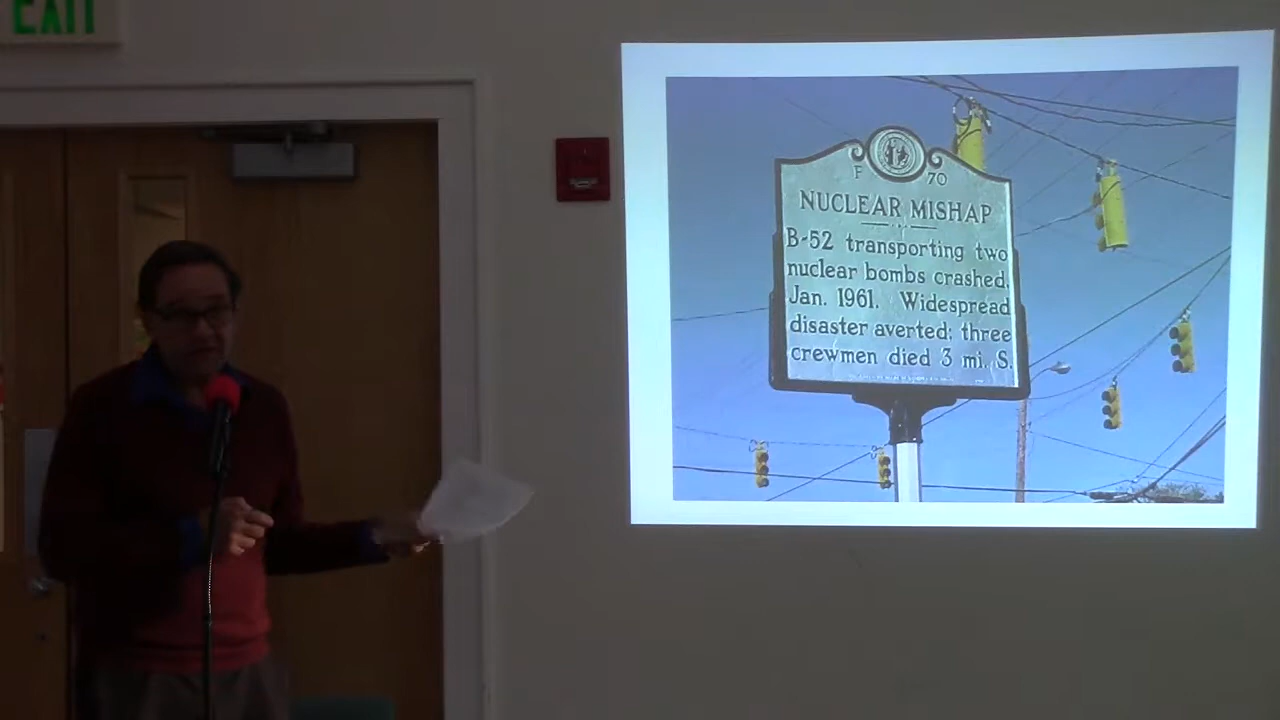 EXIT
F 70
NUCLEAR MISHAP
B-52 transporting two
nuclear bombs crashed,
Jan. 1961. Widespread
disaster averted; three
crewmen died 3 mi. S.